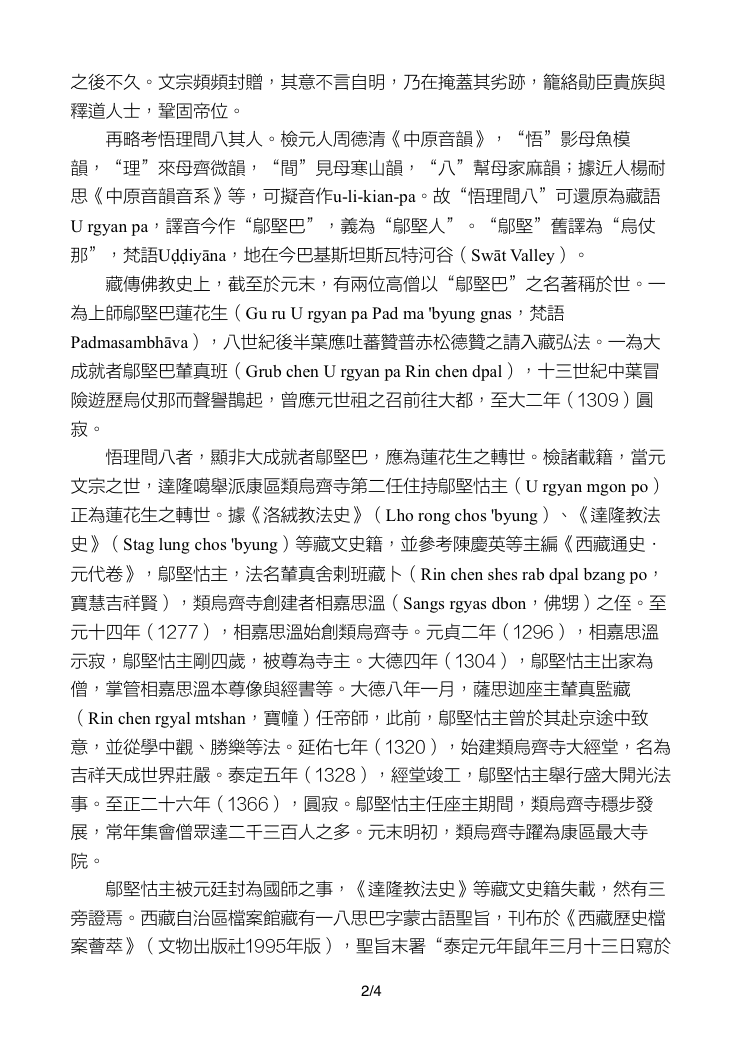 之後不久。文宗頻頻封贈，其意不言自明，乃在掩蓋其劣跡，籠絡勛臣貴族與
釋道人士，鞏固帝位。
再略考悟理間八其人。檢元人周德清《中原音韻》，“悟”影母魚模
韻，“理”來母齊微韻，“間”見母寒山韻，“八”幫母家麻韻；據近人楊耐
思《中原音韻音系》等，可擬音作u-li-kian-pa。故“悟理間八”可還原為藏語
U rgyan pa，譯音今作“鄔堅巴”，義為“鄔堅人”。“鄔堅”舊譯為“烏仗
那”，梵語Uḍḍiyāna，地在今巴基斯坦斯瓦特河谷（Swāt Valley）。
藏傳佛教史上，截至於元末，有兩位高僧以“鄔堅巴”之名著稱於世。一
為上師鄔堅巴蓮花生（Gu ru U rgyan pa Pad ma 'byung gnas，梵語
Padmasambhāva），八世紀後半葉應吐蕃贊普赤松德贊之請入藏弘法。一為大
成就者鄔堅巴輦真班（Grub chen U rgyan pa Rin chen dpal），十三世紀中葉冒
險遊歷烏仗那而聲譽鵲起，曾應元世祖之召前往大都，至大二年（1309）圓
寂。
悟理間八者，顯非大成就者鄔堅巴，應為蓮花生之轉世。檢諸載籍，當元
文宗之世，達隆噶舉派康區類烏齊寺第二任住持鄔堅怙主（U rgyan mgon po）
正為蓮花生之轉世。據《洛絨教法史》（Lho rong chos 'byung）、《達隆教法
史》（Stag lung chos 'byung）等藏文史籍，並參考陳慶英等主編《西藏通史．
元代卷》，鄔堅怙主，法名輦真舍剌班藏卜（Rin chen shes rab dpal bzang po，
寶慧吉祥賢），類烏齊寺創建者相嘉思溫（Sangs rgyas dbon，佛甥）之侄。至
元十四年（1277），相嘉思溫始創類烏齊寺。元貞二年（1296），相嘉思溫
示寂，鄔堅怙主剛四歲，被尊為寺主。大德四年（1304），鄔堅怙主出家為
僧，掌管相嘉思溫本尊像與經書等。大德八年一月，薩思迦座主輦真監藏
（Rin chen rgyal mtshan，寶幢）任帝師，此前，鄔堅怙主曾於其赴京途中致
意，並從學中觀、勝樂等法。延佑七年（1320），始建類烏齊寺大經堂，名為
吉祥天成世界莊嚴。泰定五年（1328），經堂竣工，鄔堅怙主舉行盛大開光法
事。至正二十六年（1366），圓寂。鄔堅怙主任座主期間，類烏齊寺穩步發
展，常年集會僧眾達二千三百人之多。元末明初，類烏齊寺躍為康區最大寺
院。
鄔堅怙主被元廷封為國師之事，《達隆教法史》等藏文史籍失載，然有三
旁證焉。西藏自治區檔案館藏有一八思巴字蒙古語聖旨，刊布於《西藏歷史檔
案薈萃》（文物出版社1995年版），聖旨末署“泰定元年鼠年三月十三日寫於
2/4